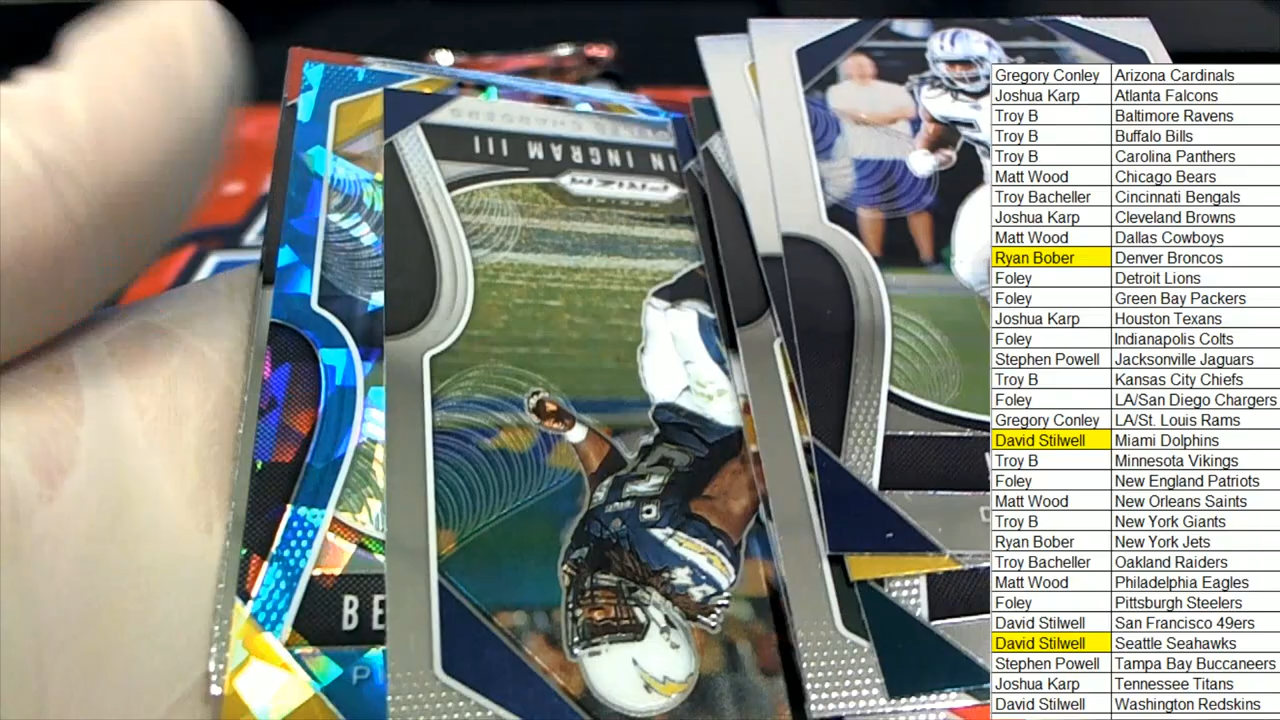 CHARGERS
IN INGRAM III
PRIZM
BE
P
Gregory Conley Arizona Cardinals
Joshua Karp Atlanta Falcons
Troy B Baltimore Ravens
Troy B Buffalo Bills
Troy B Carolina Panthers
Matt Wood Chicago Bears
Troy Bacheller Cincinnati Bengals
Joshua Karp Cleveland Browns
Matt Wood Dallas Cowboys
Ryan Bober Denver Broncos
Foley Detroit Lions
Foley Green Bay Packers
Joshua Karp Houston Texans
Foley Indianapolis Colts
Stephen Powell Jacksonville Jaguars
Troy B Kansas City Chiefs
Foley LA/San Diego Chargers
Gregory Conley LA/St. Louis Rams
David Stilwell Miami Dolphins
Troy B Minnesota Vikings
Foley New England Patriots
Matt Wood New Orleans Saints
Troy B New York Giants
Ryan Bober New York Jets
Troy Bacheller Oakland Raiders
Matt Wood Philadelphia Eagles
Foley Pittsburgh Steelers
David Stilwell San Francisco 49ers
David Stilwell Seattle Seahawks
Stephen Powell Tampa Bay Buccaneers
Joshua Karp Tennessee Titans
David Stilwell Washington Redskins